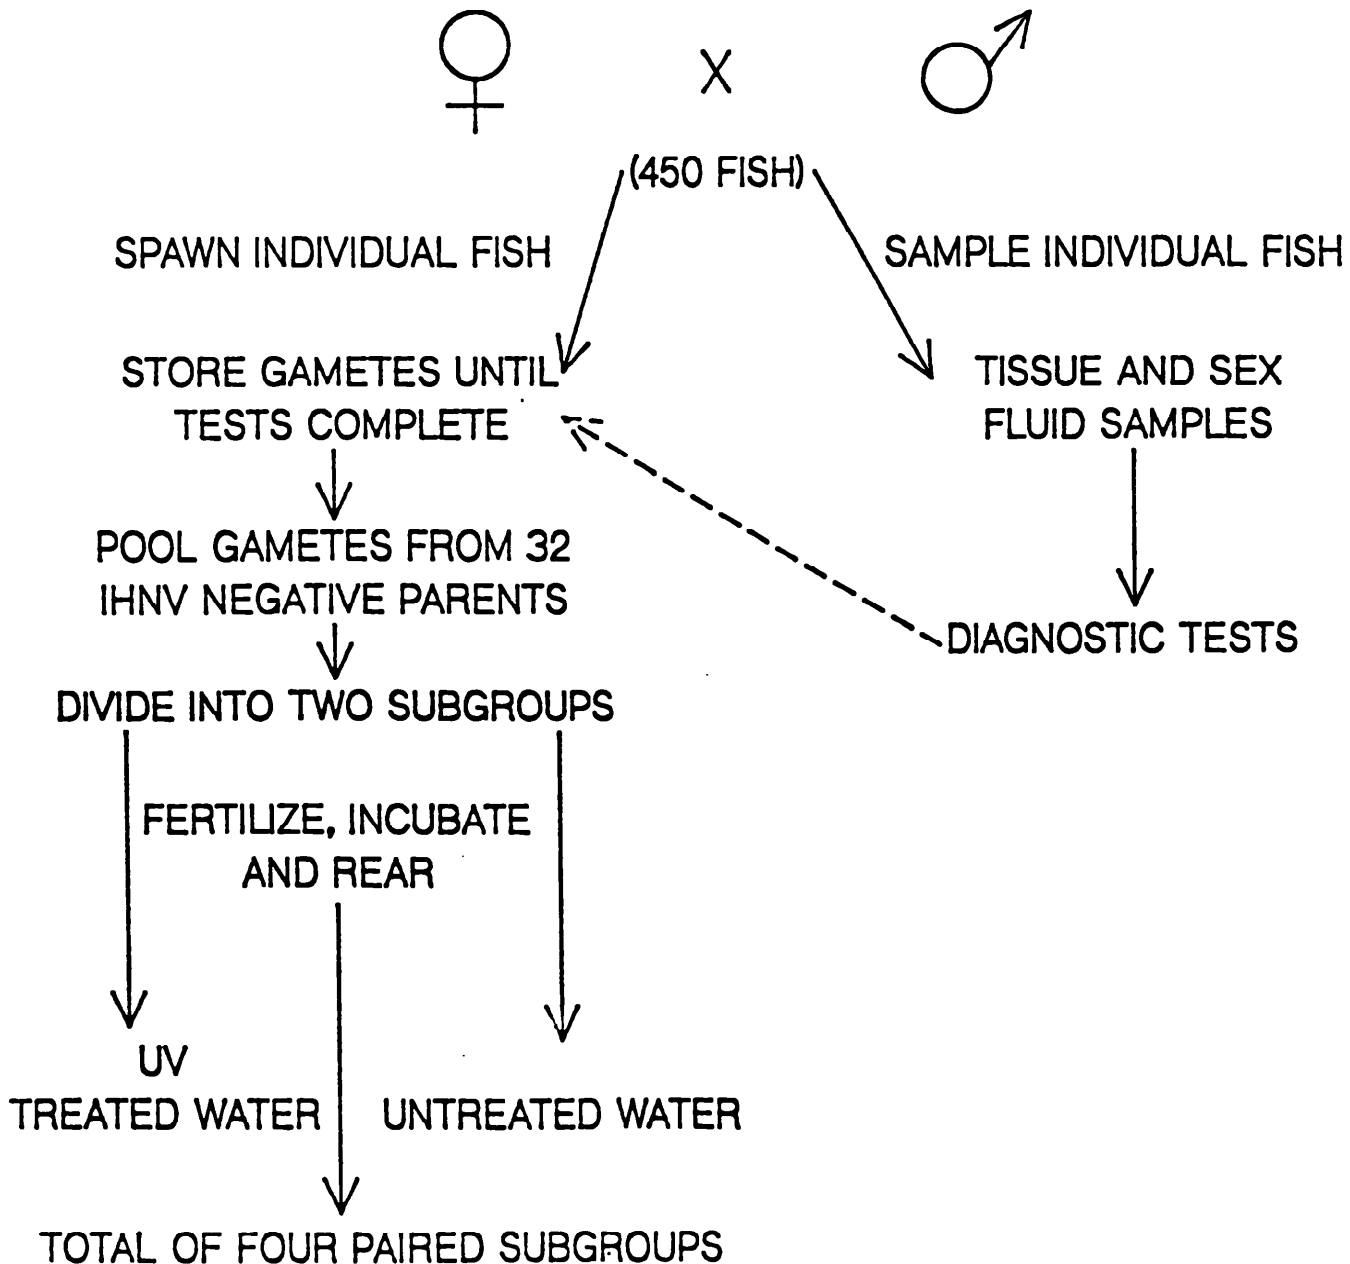 X
(450 FISH)
SPAWN INDIVIDUAL FISH
SAMPLE INDIVIDUAL FISH
STORE GAMETES UNTIL
TESTS COMPLETE
TISSUE AND SEX
FLUID SAMPLES
POOL GAMETES FROM 32
IHNV NEGATIVE PARENTS
DIAGNOSTIC TESTS
DIVIDE INTO TWO SUBGROUPS
FERTILIZE, INCUBATE
AND REAR
UV
TREATED WATER
UNTREATED WATER
TOTAL OF FOUR PAIRED SUBGROUPS